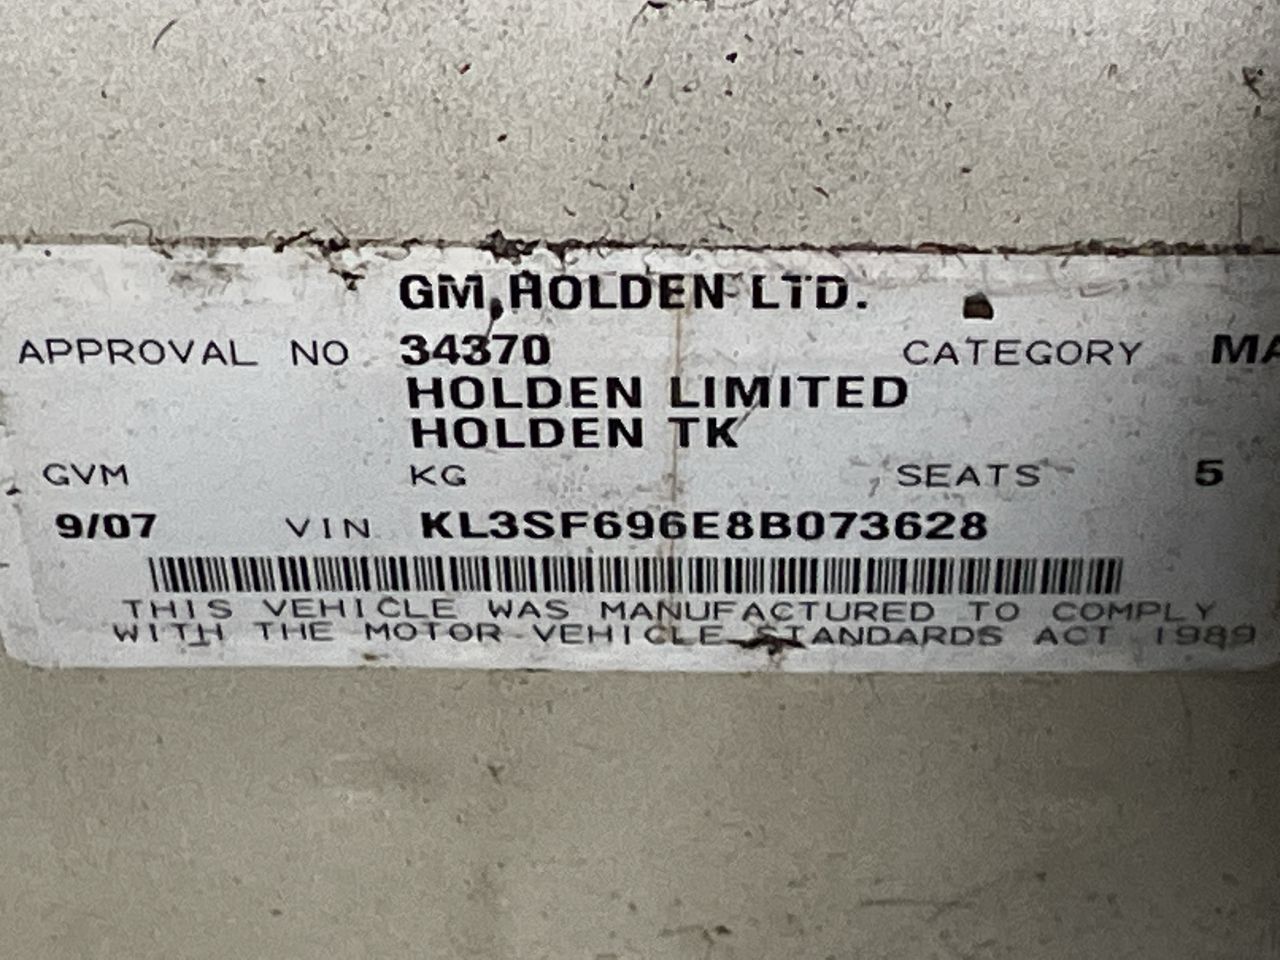 GM HOLDEN LTD.
APPROVAL NO 34370 CATEGORY MA
HOLDEN LIMITED
HOLDEN TK
GVM KG SEATS 5
9/07 VIN KL3SF696E8B073628
THIS VEHICLE WAS MANUFACTURED TO COMPLY
WITH THE MOTOR VEHICLE STANDARDS ACT 1989